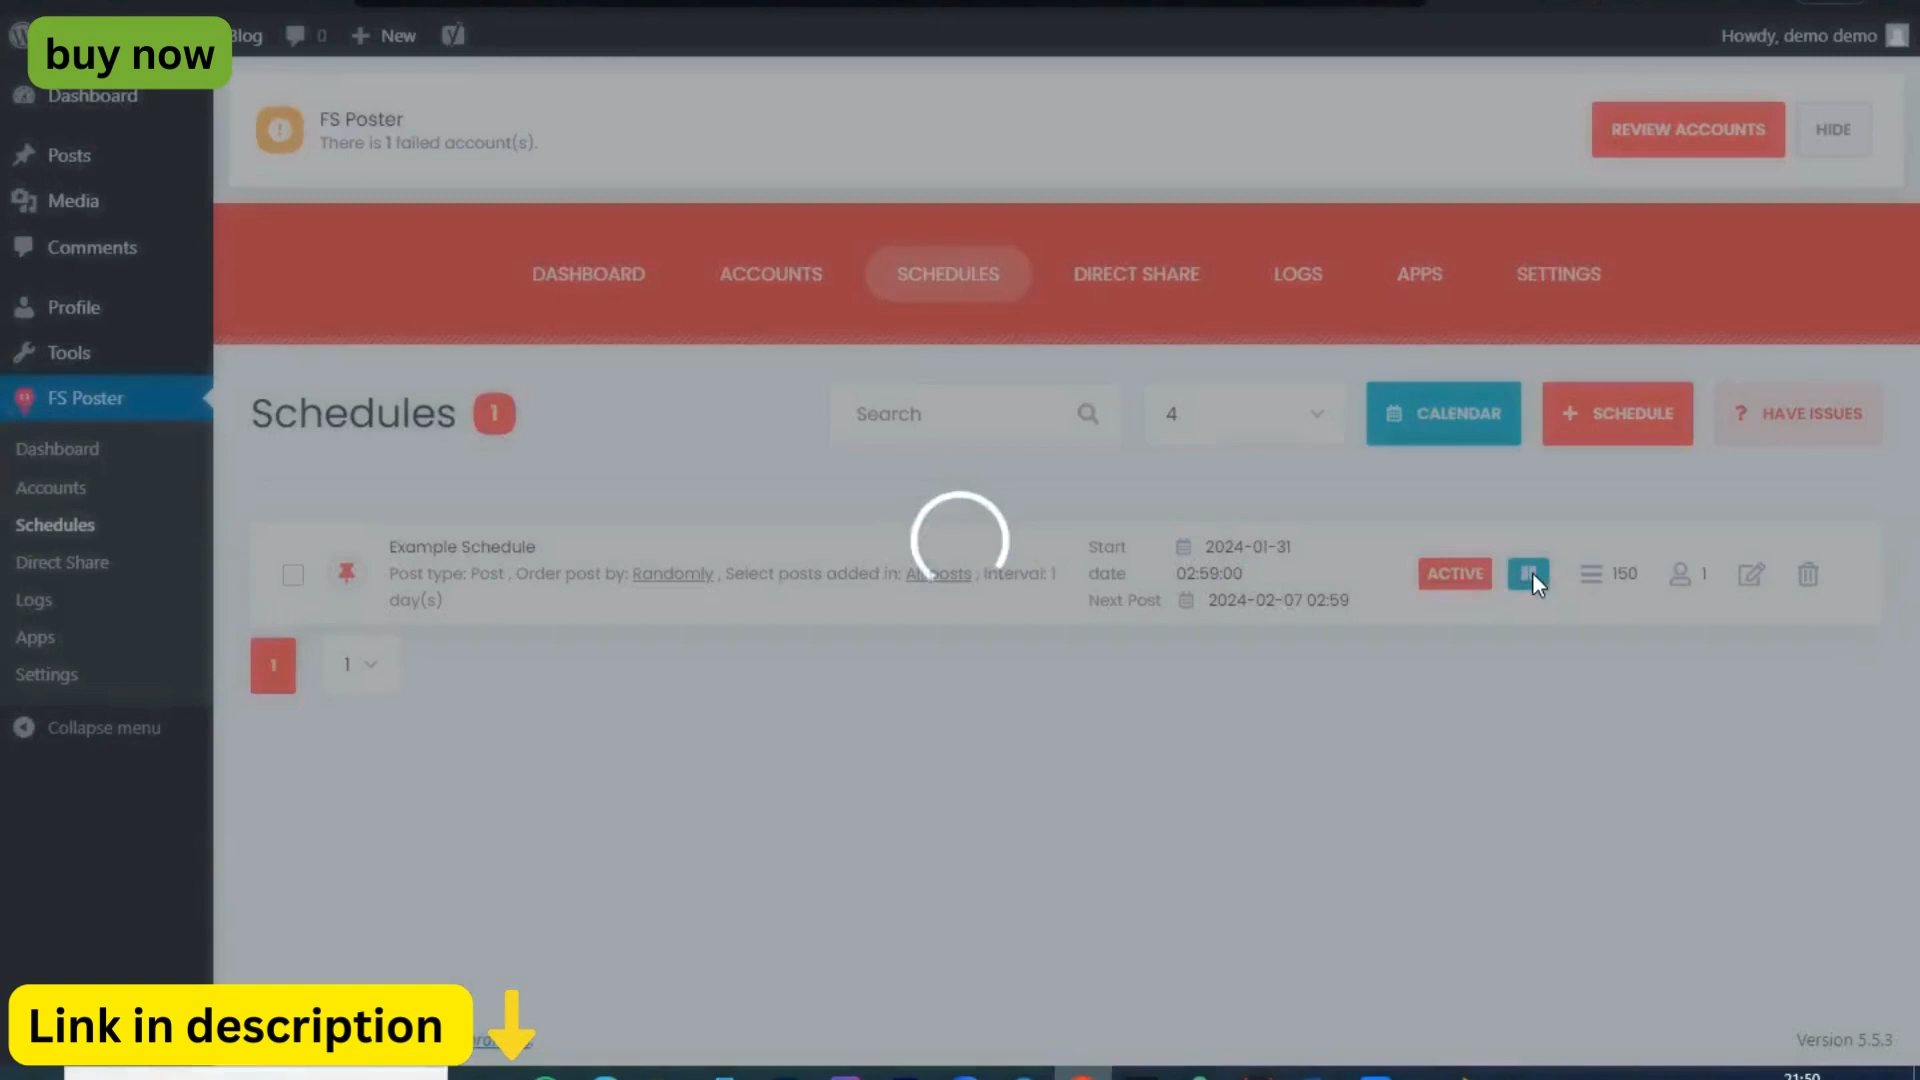 buy now
Blog
0
New
Howdy, demo demo
Dashboard
Posts
Media
Comments
Profile
Tools
FS Poster
Dashboard
Accounts
Schedules
Direct Share
Logs
Apps
Settings
Collapse menu
FS Poster
There is 1 failed account(s).
REVIEW ACCOUNTS
HIDE
DASHBOARD
ACCOUNTS
SCHEDULES
DIRECT SHARE
LOGS
APPS
SETTINGS
Schedules 1
Search
4
CALENDAR
+ SCHEDULE
? HAVE ISSUES
Example Schedule
Post type: Post , Order post by: Randomly , Select posts added in: All posts , Interval: 1
day(s)
Start date
2024-01-31
02:59:00
Next Post
2024-02-07 02:59
ACTIVE
150
1
1
1
Link in description
Version 5.5.3
21:50